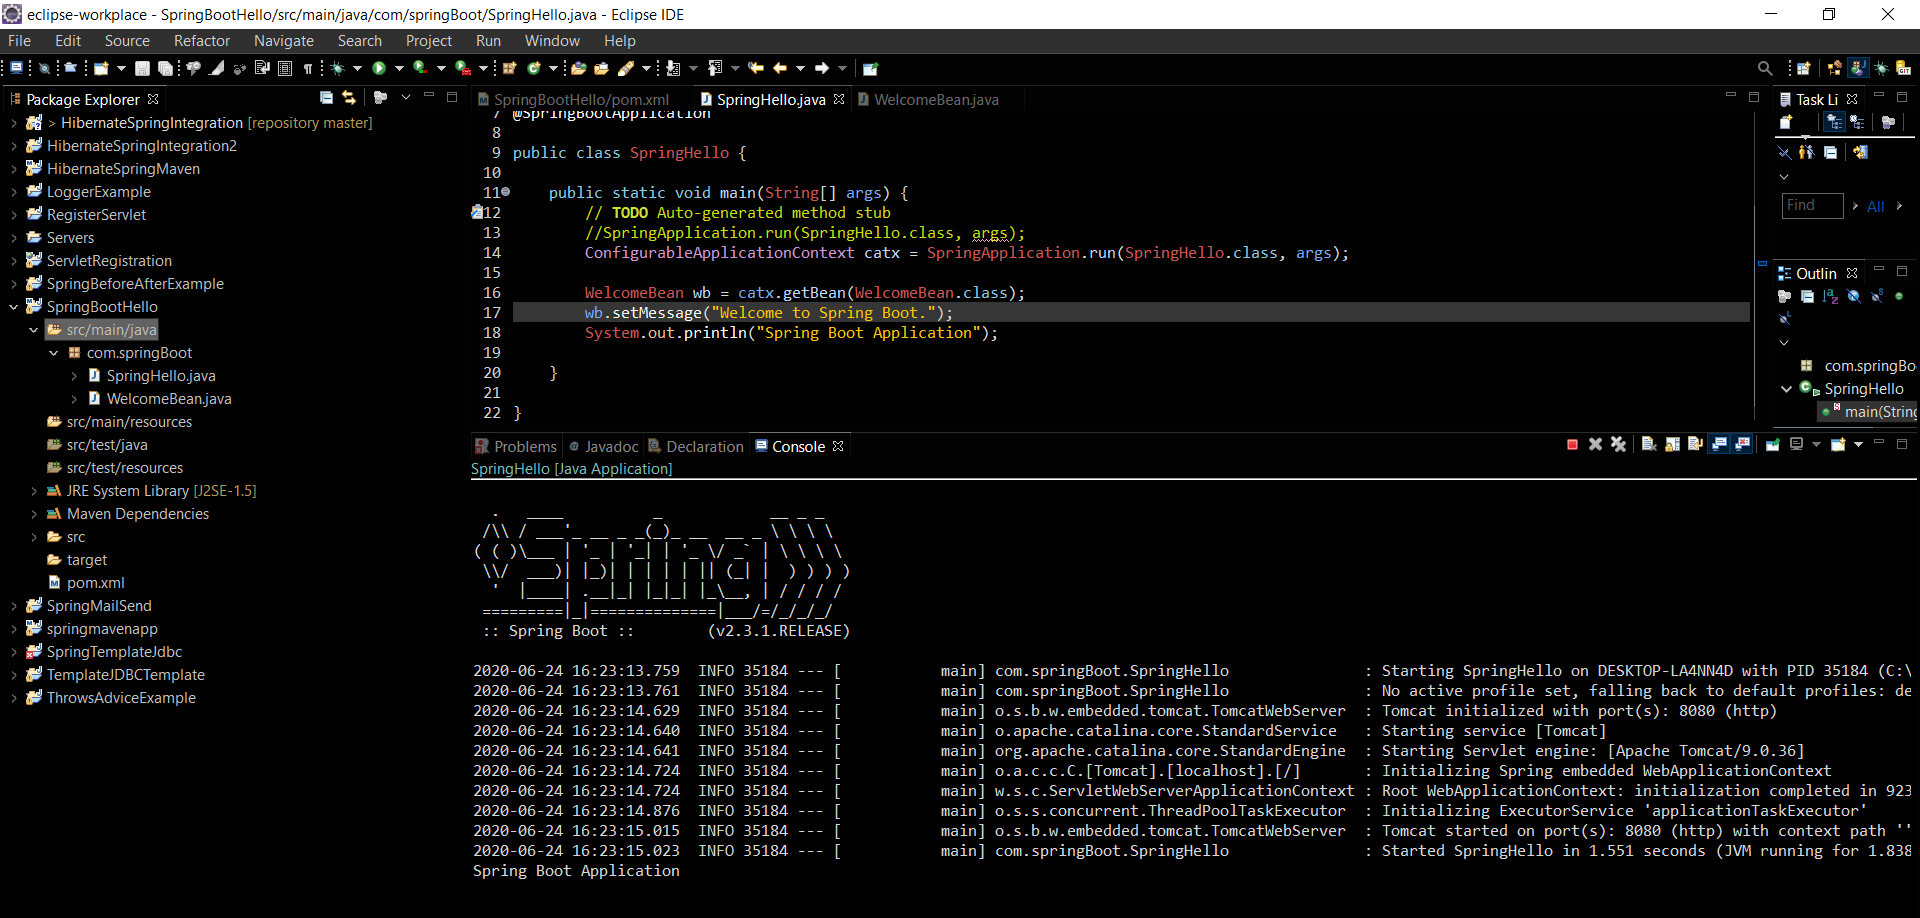 eclipse-workplace - SpringBootHello/src/main/java/com/springBoot/SpringHello.java - Eclipse IDE
File Edit Source Refactor Navigate Search Project Run Window Help
Package Explorer
> HibernateSpringIntegration [repository master]
HibernateSpringIntegration2
HibernateSpringMaven
LoggerExample
RegisterServlet
Servers
ServletRegistration
SpringBeforeAfterExample
SpringBootHello
src/main/java
com.springBoot
SpringHello.java
WelcomeBean.java
src/main/resources
src/test/java
src/test/resources
JRE System Library [J2SE-1.5]
Maven Dependencies
src
target
pom.xml
SpringMailSend
springmavenapp
SpringTemplateJdbc
TemplateJDBCTemplate
ThrowsAdviceExample
SpringBootHello/pom.xml SpringHello.java WelcomeBean.java
7 @SpringBootApplication
8
9 public class SpringHello {
10
11 public static void main(String[] args) {
12 // TODO Auto-generated method stub
13 //SpringApplication.run(SpringHello.class, args);
14 ConfigurableApplicationContext catx = SpringApplication.run(SpringHello.class, args);
15
16 WelcomeBean wb = catx.getBean(WelcomeBean.class);
17 wb.setMessage("Welcome to Spring Boot.");
18 System.out.println("Spring Boot Application");
19
20 }
21
22 }
Task Li
Find All
Outlin
com.springBo
SpringHello
main(String
Problems @ Javadoc Declaration Console
SpringHello [Java Application]
  .   ____          _            __ _ _
 /\\ / ___'_ __ _ _(_)_ __  __ _ \ \ \ \
( ( )\___ | '_ | '_| | '_ \/ _` | \ \ \ \
 \\/  ___)| |_)| | | | | || (_| |  ) ) ) )
  '  |____| .__|_| |_|_| |_\__, | / / / /
 =========|_|==============|___/=/_/_/_/
 :: Spring Boot ::        (v2.3.1.RELEASE)
2020-06-24 16:23:13.759 INFO 35184 --- [ main] com.springBoot.SpringHello : Starting SpringHello on DESKTOP-LA4NN4D with PID 35184 (C:\
2020-06-24 16:23:13.761 INFO 35184 --- [ main] com.springBoot.SpringHello : No active profile set, falling back to default profiles: de
2020-06-24 16:23:14.629 INFO 35184 --- [ main] o.s.b.w.embedded.tomcat.TomcatWebServer : Tomcat initialized with port(s): 8080 (http)
2020-06-24 16:23:14.640 INFO 35184 --- [ main] o.apache.catalina.core.StandardService : Starting service [Tomcat]
2020-06-24 16:23:14.641 INFO 35184 --- [ main] org.apache.catalina.core.StandardEngine : Starting Servlet engine: [Apache Tomcat/9.0.36]
2020-06-24 16:23:14.724 INFO 35184 --- [ main] o.a.c.c.C.[Tomcat].[localhost].[/] : Initializing Spring embedded WebApplicationContext
2020-06-24 16:23:14.724 INFO 35184 --- [ main] w.s.c.ServletWebServerApplicationContext : Root WebApplicationContext: initialization completed in 923
2020-06-24 16:23:14.876 INFO 35184 --- [ main] o.s.s.concurrent.ThreadPoolTaskExecutor : Initializing ExecutorService 'applicationTaskExecutor'
2020-06-24 16:23:15.015 INFO 35184 --- [ main] o.s.b.w.embedded.tomcat.TomcatWebServer : Tomcat started on port(s): 8080 (http) with context path ''
2020-06-24 16:23:15.023 INFO 35184 --- [ main] com.springBoot.SpringHello : Started SpringHello in 1.551 seconds (JVM running for 1.838
Spring Boot Application